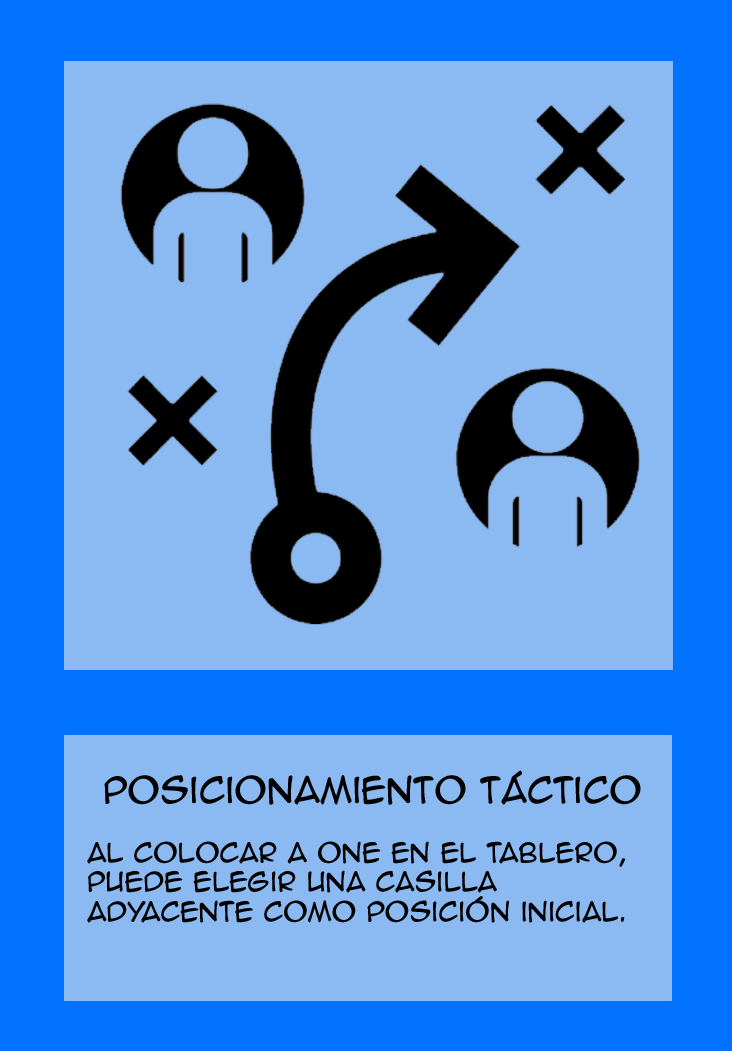 POSICIONAMIENTO TÁCTICO
AL COLOCAR A ONE EN EL TABLERO,
PUEDE ELEGIR UNA CASILLA
ADYACENTE COMO POSICIÓN INICIAL.